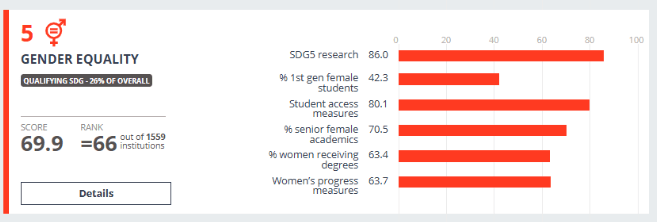 5
GENDER EQUALITY
QUALIFYING SDG - 26% OF OVERALL
SCORE
69.9
RANK
=66 out of 1559
institutions
Details
0 20 40 60 80 100
SDG5 research 86.0
% 1st gen female 42.3
students
Student access 80.1
measures
% senior female 70.5
academics
% women receiving 63.4
degrees
Women's progress 63.7
measures